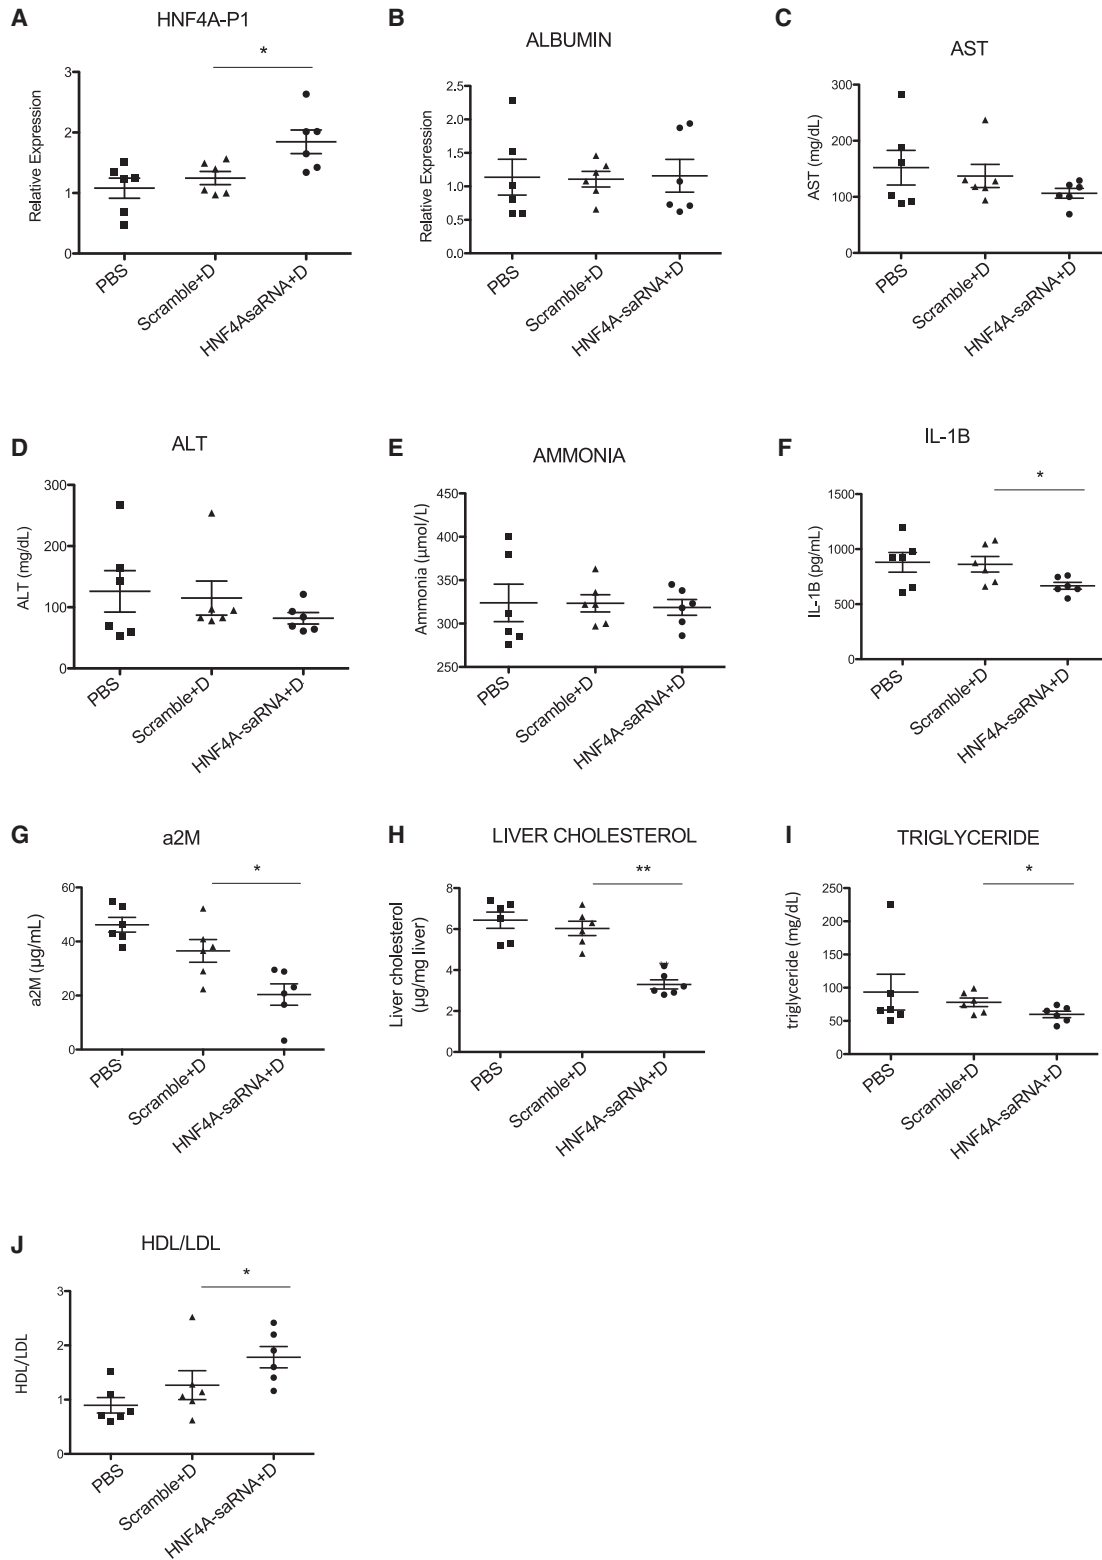 A
HNF4A-P1
*
Relative Expression
3
2
1
0
PBS
Scramble+D
HNF4AsaRNA+D
B
ALBUMIN
Relative Expression
2.5
2.0
1.5
1.0
0.5
0.0
PBS
Scramble+D
HNF4A-saRNA+D
C
AST
AST (mg/dL)
300
200
100
0
PBS
Scramble+D
HNF4A-saRNA+D
D
ALT
ALT (mg/dL)
300
200
100
0
PBS
Scramble+D
HNF4A-saRNA+D
E
AMMONIA
Ammonia (μmol/L)
450
400
350
300
250
PBS
Scramble+D
HNF4A-saRNA+D
F
IL-1B
*
IL-1B (pg/mL)
1500
1000
500
0
PBS
Scramble+D
HNF4A-saRNA+D
G
a2M
*
a2M (μg/mL)
60
40
20
0
PBS
Scramble+D
HNF4A-saRNA+D
H
LIVER CHOLESTEROL
**
Liver cholesterol
(μg/mg liver)
8
6
4
2
0
**
PBS
Scramble+D
HNF4A-saRNA+D
I
TRIGLYCERIDE
*
triglyceride (mg/dL)
250
200
150
100
50
0
PBS
Scramble+D
HNF4A-saRNA+D
J
HDL/LDL
*
HDL/LDL
3
2
1
0
PBS
Scramble+D
HNF4A-saRNA+D